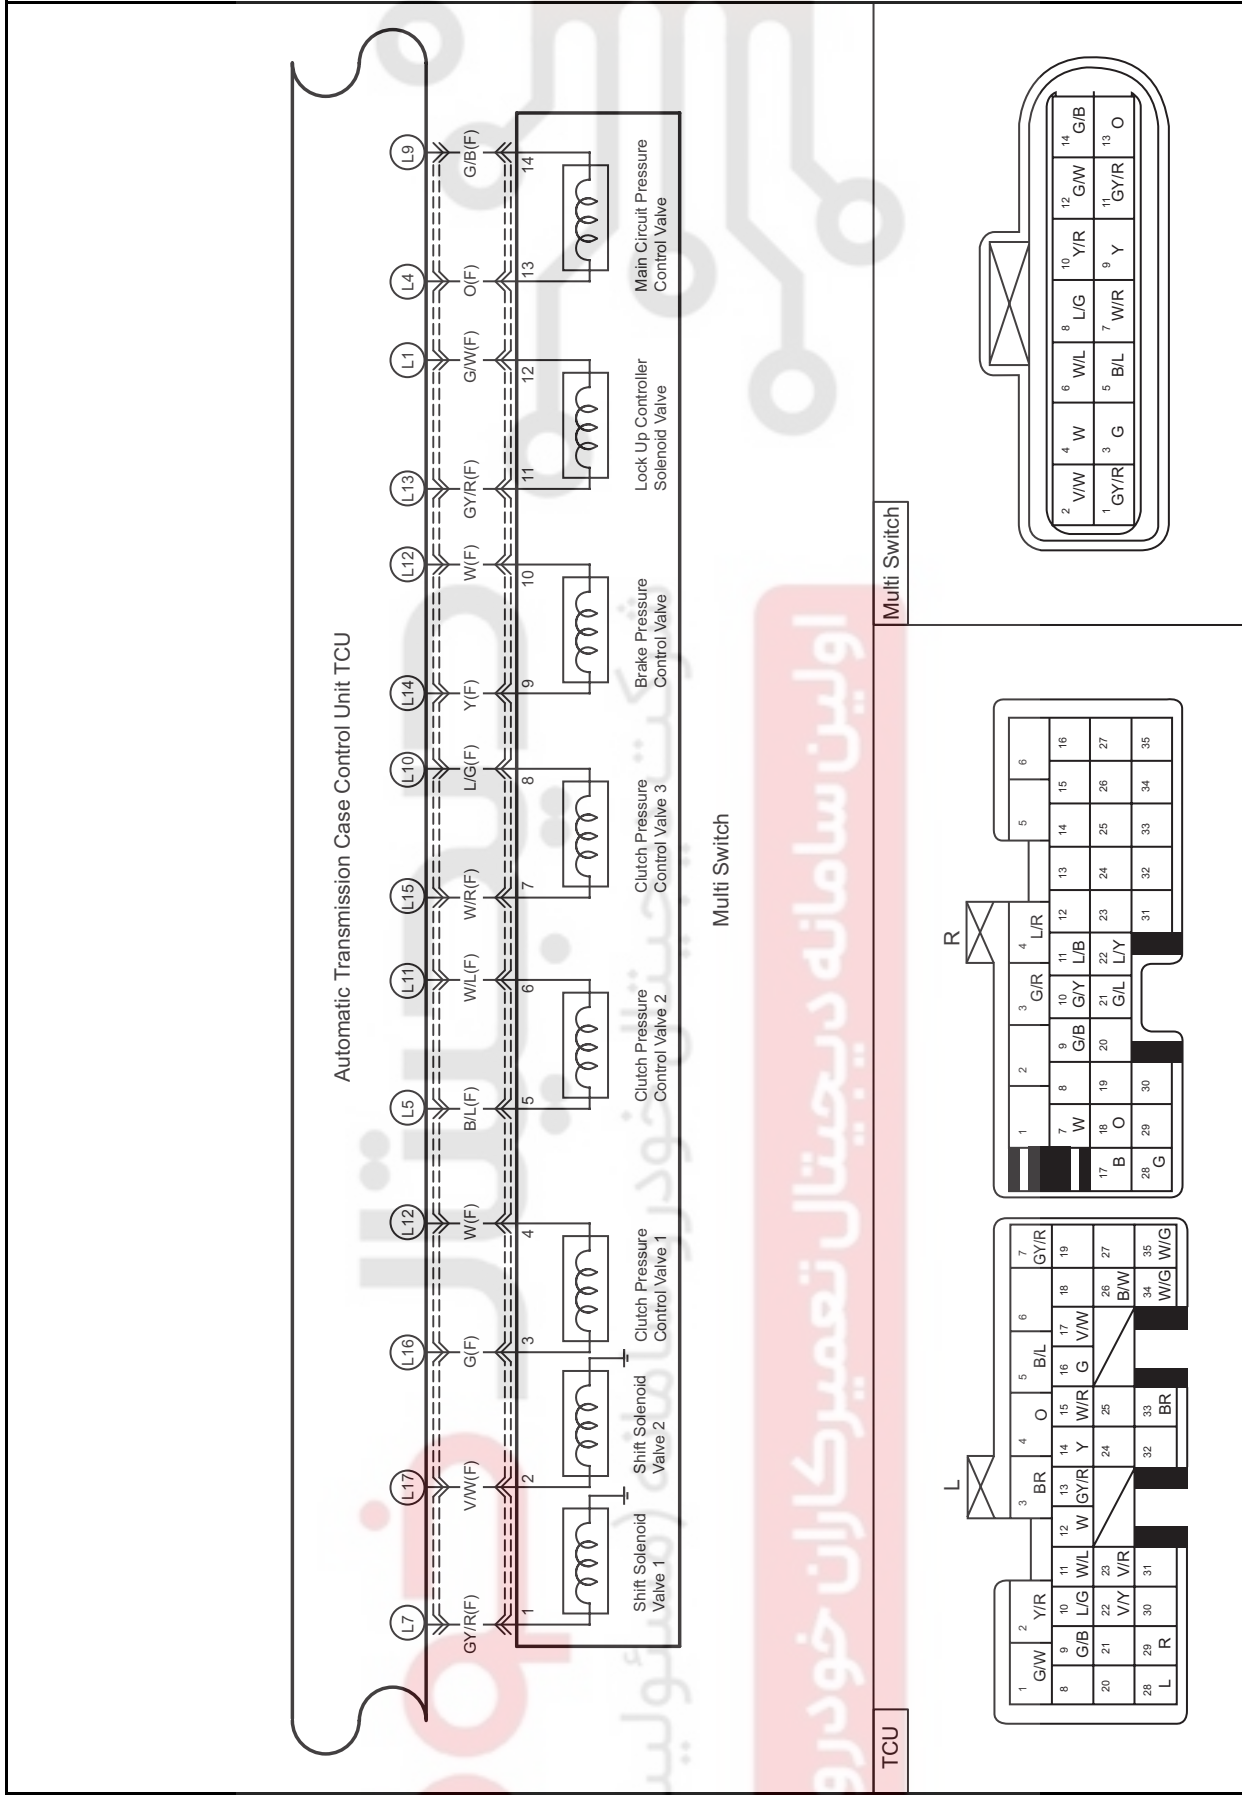 Automatic Transmission Case Control Unit TCU
L7 L17 L16 L12 L5 L11 L15 L10 L14 L12 L13 L1 L4 L9
GY/R(F) V/W(F) G(F) W(F) B/L(F) W/L(F) W/R(F) L/G(F) Y(F) W(F) GY/R(F) G/W(F) O(F) G/B(F)
1 2 3 4 5 6 7 8 9 10 11 12 13 14
Shift Solenoid
Valve 1
Shift Solenoid
Valve 2
Clutch Pressure
Control Valve 1
Clutch Pressure
Control Valve 2
Clutch Pressure
Control Valve 3
Brake Pressure
Control Valve
Lock Up Controller
Solenoid Valve
Main Circuit Pressure
Control Valve
Multi Switch
اولین سامانه دیجیتال تعمیرکاران خودرو
TCU
L
1 G/W 2 Y/R 3 BR 4 O 5 B/L 6 7 GY/R
8 9 G/B 10 L/G 11 W/L 12 W 13 GY/R 14 Y 15 W/R 16 G 17 V/W 18 19
20 21 22 V/Y 23 V/R 24 25 26 B/W 27
28 L 29 R 30 31 32 33 BR 34 W/G 35 W/G
R
1 2 3 G/R 4 L/R 5 6
7 W 8 9 G/B 10 G/Y 11 L/B 12 13 14 15 16
17 B 18 O 19 20 21 G/L 22 L/Y 23 24 25 26 27
28 G 29 30 31 32 33 34 35
Multi Switch
2 V/W 4 W 6 W/L 8 L/G 10 Y/R 12 G/W 14 G/B
1 GY/R 3 G 5 B/L 7 W/R 9 Y 11 GY/R 13 O